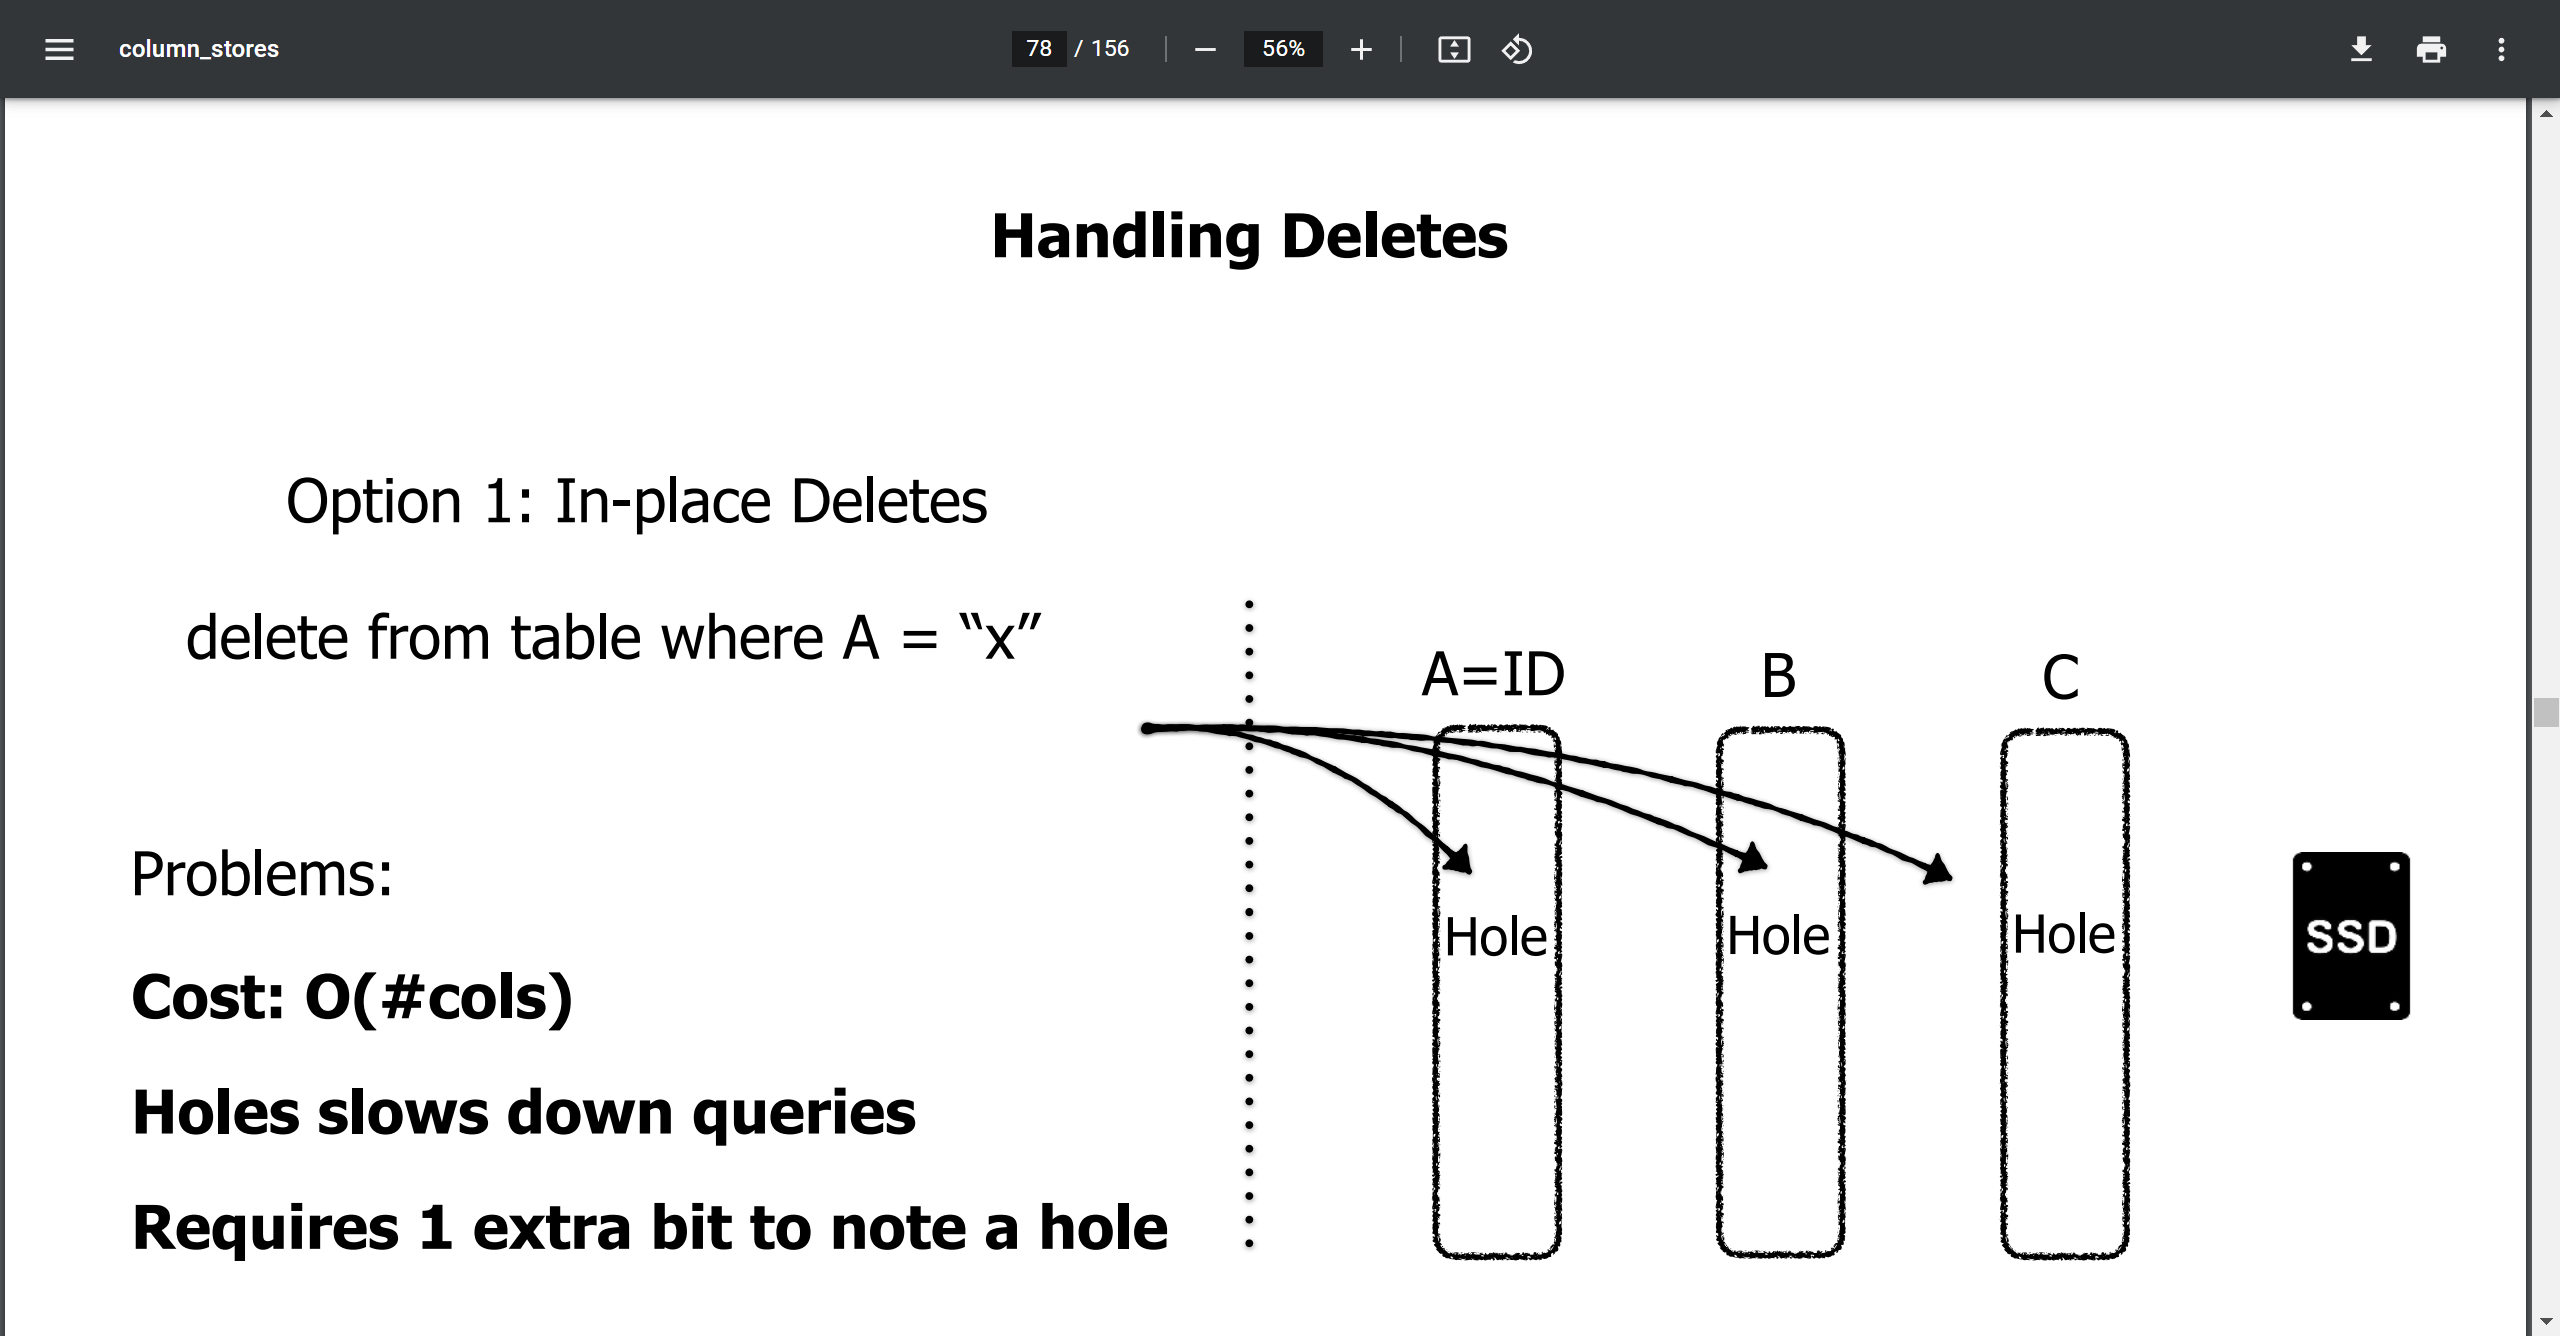 column_stores
78 / 156
56%
Handling Deletes
Option 1: In-place Deletes
delete from table where A = “x”
A=ID
B
C
Problems:
Hole
Hole
Hole
SSD
Cost: O(#cols)
Holes slows down queries
Requires 1 extra bit to note a hole